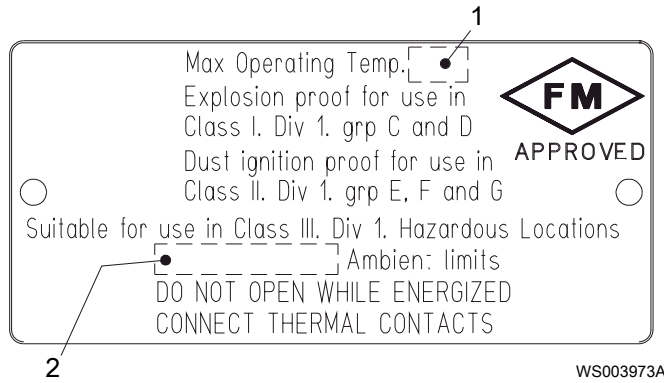 1
Max Operating Temp.
Explosion proof for use in
Class I. Div 1. grp C and D
Dust ignition proof for use in
Class II. Div 1. grp E, F and G
FM
APPROVED
Suitable for use in Class III. Div 1. Hazardous Locations
Ambien: limits
DO NOT OPEN WHILE ENERGIZED
CONNECT THERMAL CONTACTS
2
WS003973A